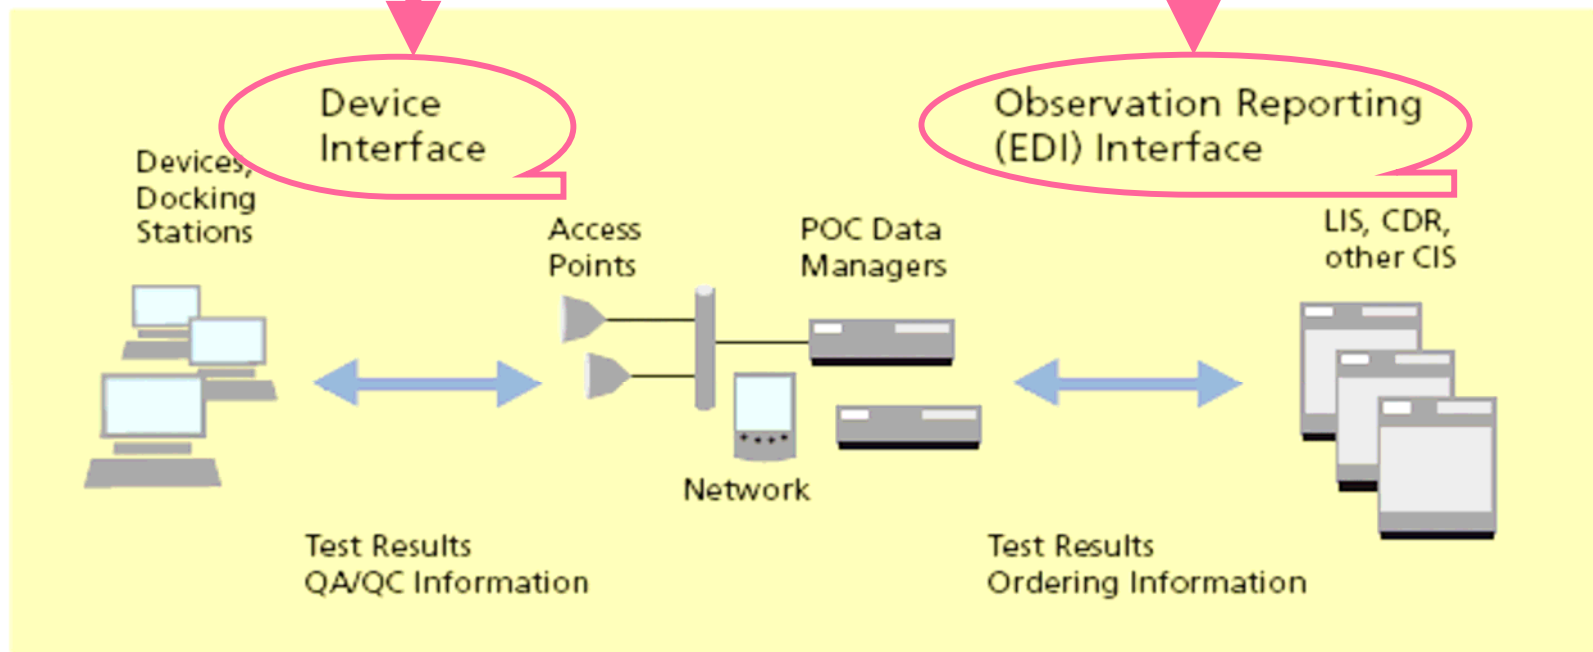 Device
Interface
Observation Reporting
(EDI) Interface
Devices,
Docking
Stations
Access
Points
POC Data
Managers
LIS, CDR,
other CIS
Network
Test Results
QA/QC Information
Test Results
Ordering Information